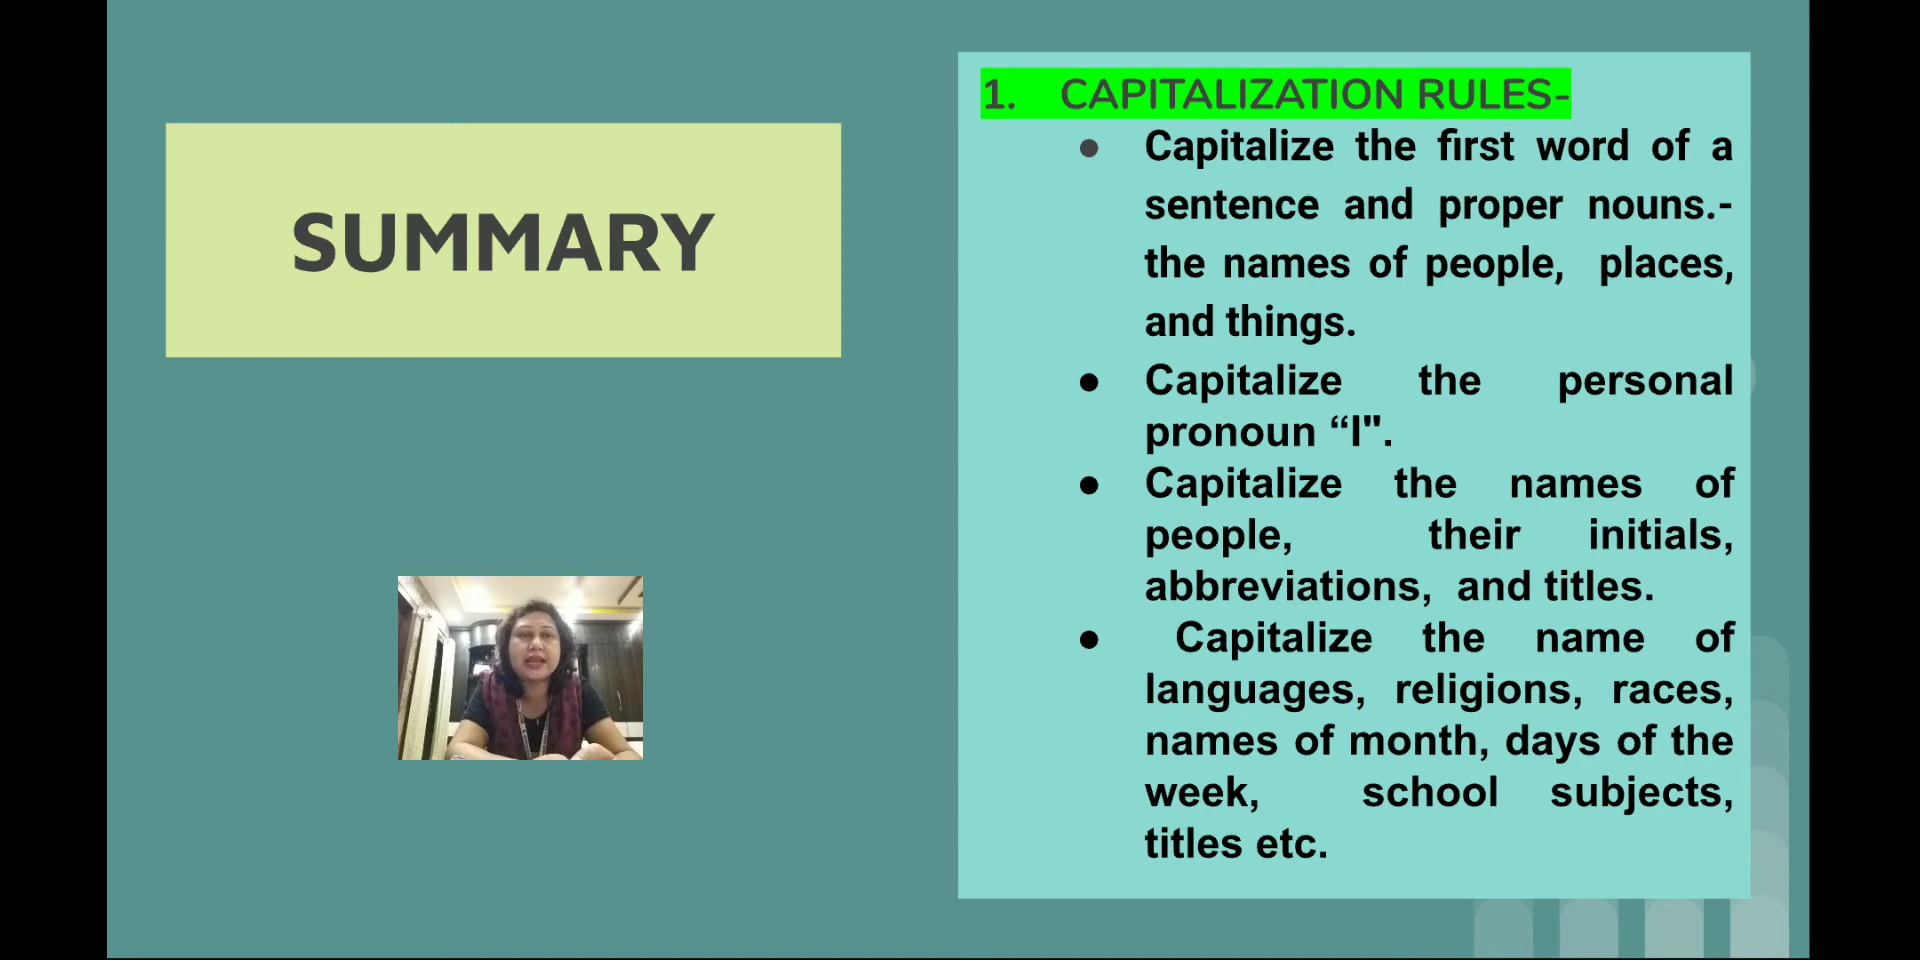 SUMMARY
1. CAPITALIZATION RULES-
● Capitalize the first word of a
sentence and proper nouns.-
the names of people, places,
and things.
● Capitalize the personal
pronoun “I".
● Capitalize the names of
people, their initials,
abbreviations, and titles.
● Capitalize the name of
languages, religions, races,
names of month, days of the
week, school subjects,
titles etc.